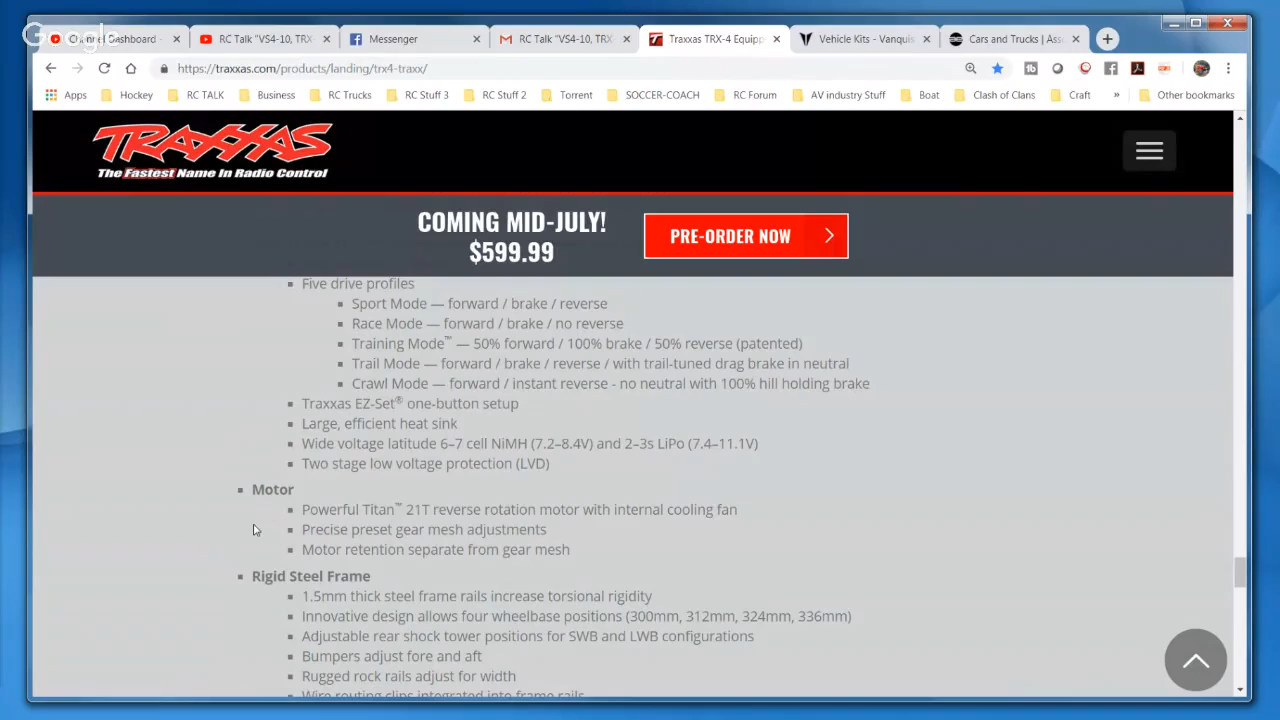 Google
Channel Dashboard -
RC Talk "VS4-10, TRX-
Messenger
RC Talk "VS4-10, TRX-
Traxxas TRX-4 Equipp
Vehicle Kits - Vanquis
Cars and Trucks | Ass
https://traxxas.com/products/landing/trx4-traxx/
Apps
Hockey
RC TALK
Business
RC Trucks
RC Stuff 3
RC Stuff 2
Torrent
SOCCER-COACH
RC Forum
AV industry Stuff
Boat
Clash of Clans
Craft
»
Other bookmarks
TRAXXAS
The Fastest Name In Radio Control
COMING MID-JULY!
$599.99
PRE-ORDER NOW
Five drive profiles
Sport Mode — forward / brake / reverse
Race Mode — forward / brake / no reverse
Training Mode™ — 50% forward / 100% brake / 50% reverse (patented)
Trail Mode — forward / brake / reverse / with trail-tuned drag brake in neutral
Crawl Mode — forward / instant reverse - no neutral with 100% hill holding brake
Traxxas EZ-Set® one-button setup
Large, efficient heat sink
Wide voltage latitude 6–7 cell NiMH (7.2–8.4V) and 2–3s LiPo (7.4–11.1V)
Two stage low voltage protection (LVD)
Motor
Powerful Titan™ 21T reverse rotation motor with internal cooling fan
Precise preset gear mesh adjustments
Motor retention separate from gear mesh
Rigid Steel Frame
1.5mm thick steel frame rails increase torsional rigidity
Innovative design allows four wheelbase positions (300mm, 312mm, 324mm, 336mm)
Adjustable rear shock tower positions for SWB and LWB configurations
Bumpers adjust fore and aft
Rugged rock rails adjust for width
Wire routing clips integrated into frame rails